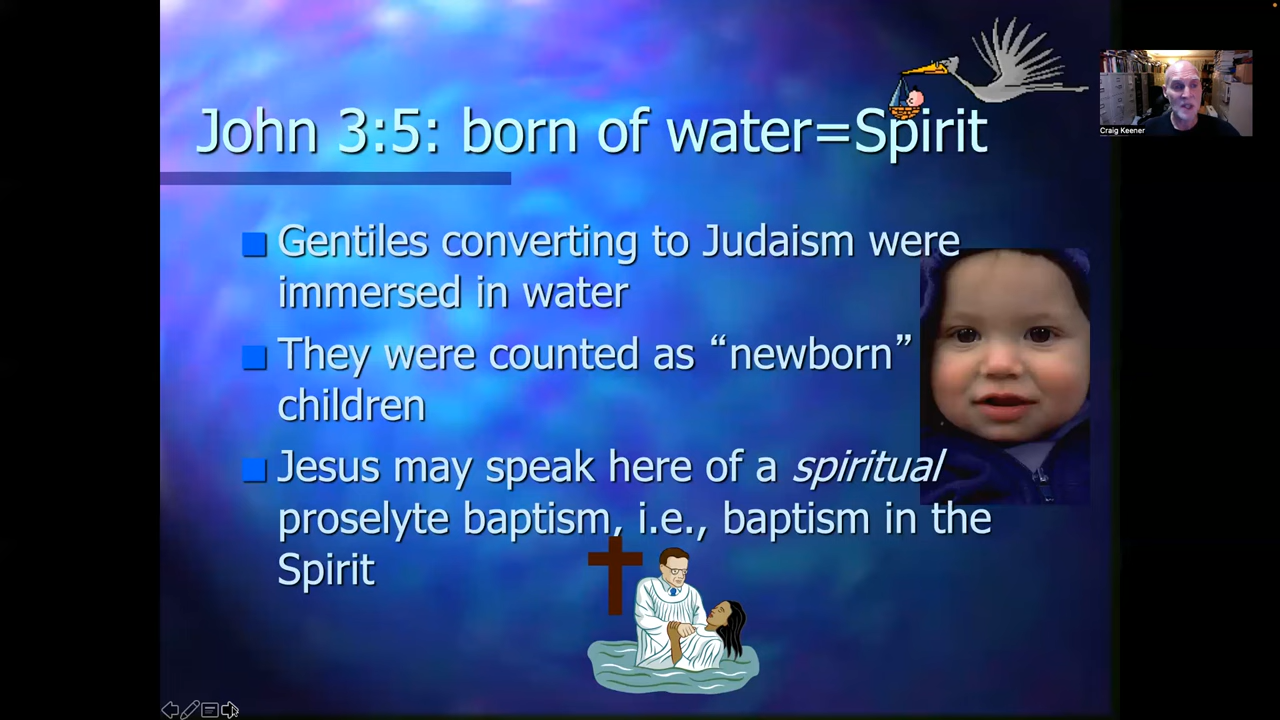 John 3:5: born of water=Spirit
Craig Keener
Gentiles converting to Judaism were
immersed in water
They were counted as “newborn”
children
Jesus may speak here of a spiritual
proselyte baptism, i.e., baptism in the
Spirit